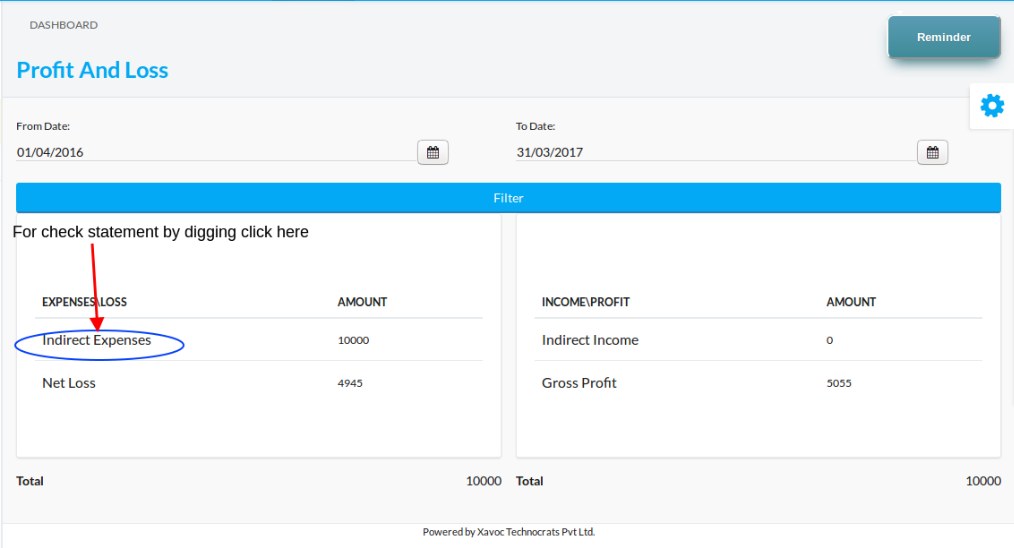 DASHBOARD
Reminder
Profit And Loss
From Date:
To Date:
01/04/2016
31/03/2017
Filter
For check statement by digging click here
EXPENSES\LOSS AMOUNT
INCOME\PROFIT AMOUNT
Indirect Expenses 10000
Indirect Income 0
Net Loss 4945
Gross Profit 5055
Total 10000
Total 10000
Powered by Xavoc Technocrats Pvt Ltd.